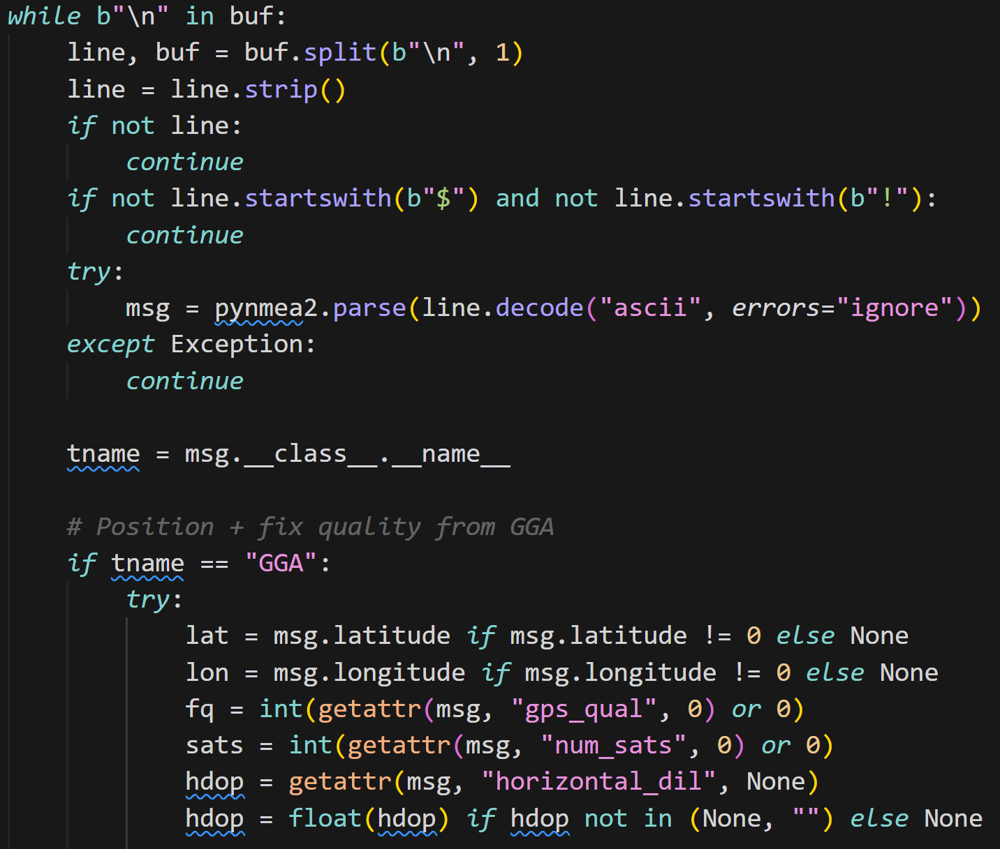 while b"\n" in buf:
    line, buf = buf.split(b"\n", 1)
    line = line.strip()
    if not line:
        continue
    if not line.startswith(b"$") and not line.startswith(b"!"):
        continue
    try:
        msg = pynmea2.parse(line.decode("ascii", errors="ignore"))
    except Exception:
        continue

    tname = msg.__class__.__name__

    # Position + fix quality from GGA
    if tname == "GGA":
        try:
            lat = msg.latitude if msg.latitude != 0 else None
            lon = msg.longitude if msg.longitude != 0 else None
            fq = int(getattr(msg, "gps_qual", 0) or 0)
            sats = int(getattr(msg, "num_sats", 0) or 0)
            hdop = getattr(msg, "horizontal_dil", None)
            hdop = float(hdop) if hdop not in (None, "") else None